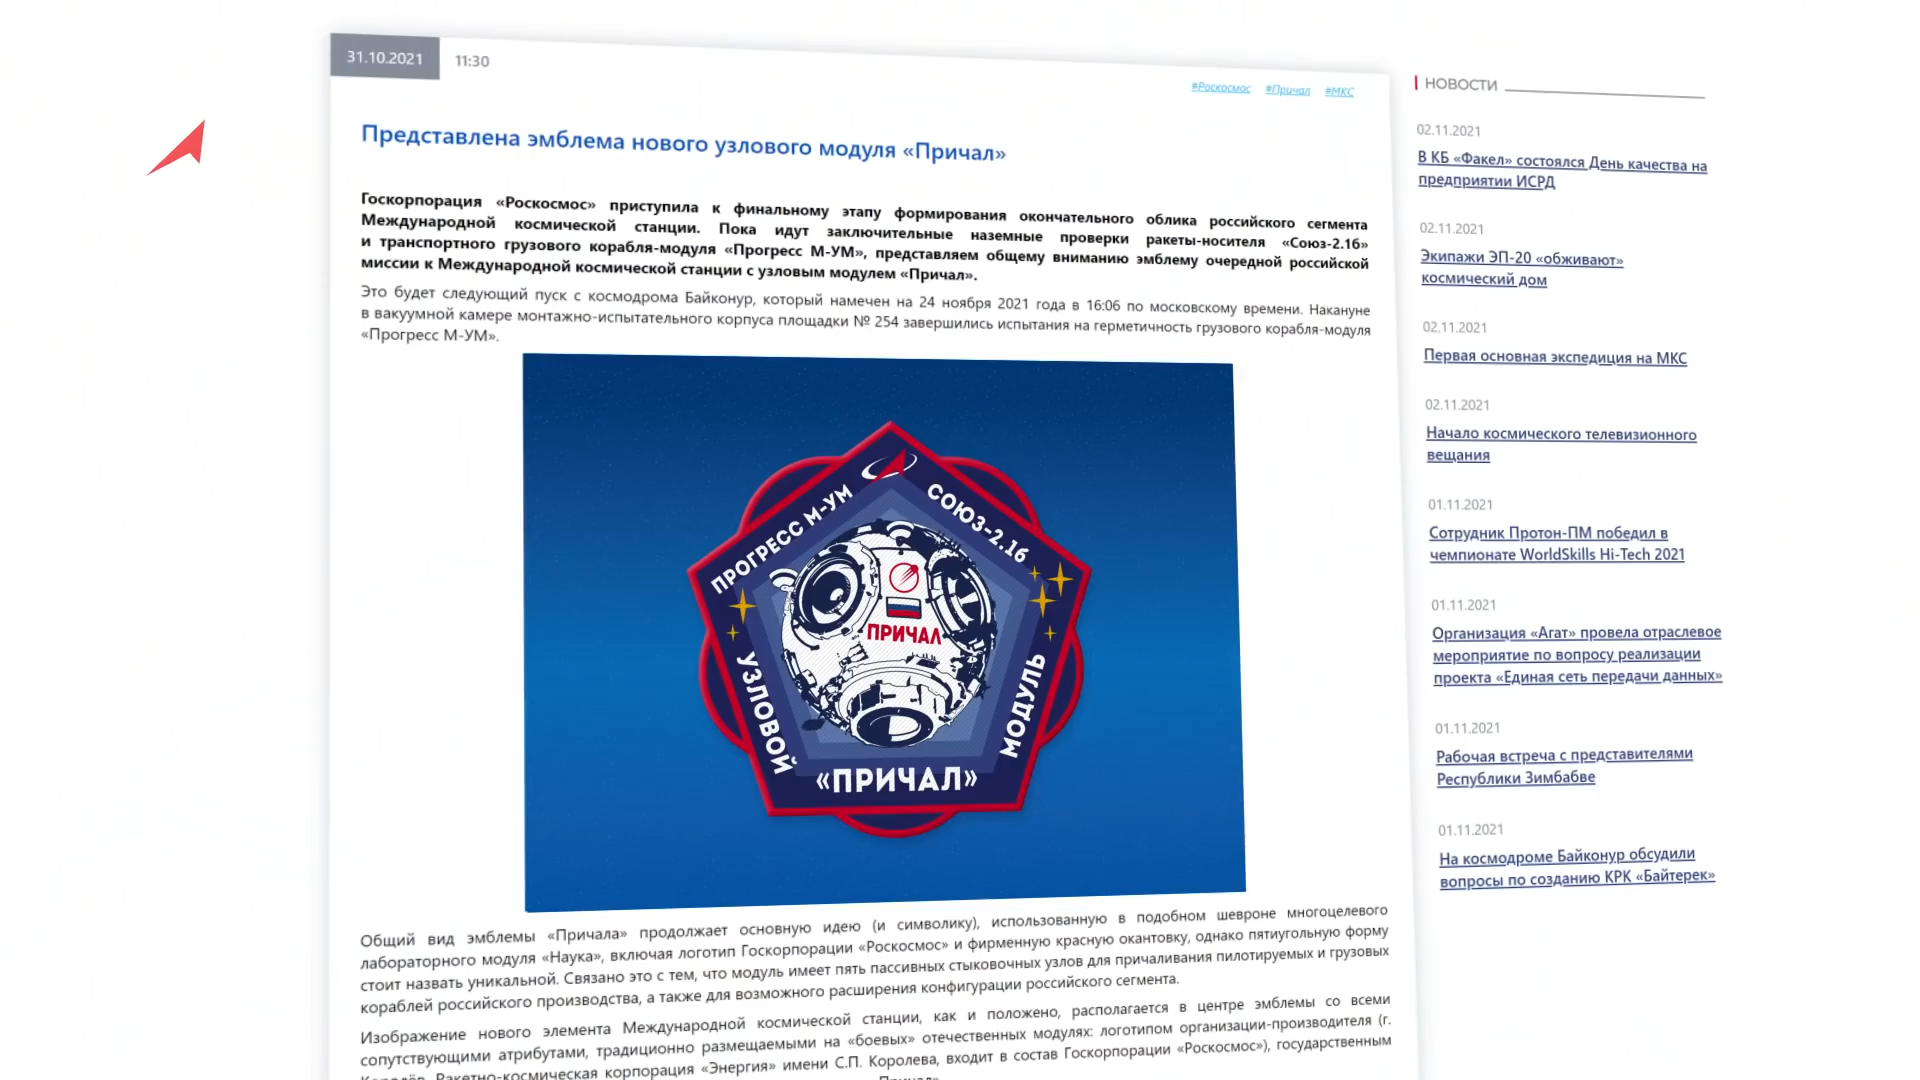 31.10.2021
11:30
#Роскосмос #Причал #МКС
Представлена эмблема нового узлового модуля «Причал»
Госкорпорация «Роскосмос» приступила к финальному этапу формирования окончательного облика российского сегмента
Международной космической станции. Пока идут заключительные наземные проверки ракеты-носителя «Союз-2.1б»
и транспортного грузового корабля-модуля «Прогресс М-УМ», представляем общему вниманию эмблему очередной российской
миссии к Международной космической станции с узловым модулем «Причал».
Это будет следующий пуск с космодрома Байконур, который намечен на 24 ноября 2021 года в 16:06 по московскому времени. Накануне
в вакуумной камере монтажно-испытательного корпуса площадки № 254 завершились испытания на герметичность грузового корабля-модуля
«Прогресс М-УМ».
ПРОГРЕСС М-УМ
СОЮЗ-2.1б
ПРИЧАЛ
УЗЛОВОЙ
МОДУЛЬ
«ПРИЧАЛ»
Общий вид эмблемы «Причала» продолжает основную идею (и символику), использованную в подобном шевроне многоцелевого
лабораторного модуля «Наука», включая логотип Госкорпорации «Роскосмос» и фирменную красную окантовку, однако пятиугольную форму
стоит назвать уникальной. Связано это с тем, что модуль имеет пять пассивных стыковочных узлов для причаливания пилотируемых и грузовых
кораблей российского производства, а также для возможного расширения конфигурации российского сегмента.
Изображение нового элемента Международной космической станции, как и положено, располагается в центре эмблемы со всеми
сопутствующими атрибутами, традиционно размещаемыми на «боевых» отечественных модулях: логотипом организации-производителя (г.
Королёв, Ракетно-космическая корпорация «Энергия» имени С.П. Королева, входит в состав Госкорпорации «Роскосмос»), государственным
НОВОСТИ
02.11.2021
В КБ «Факел» состоялся День качества на
предприятии ИСРД
02.11.2021
Экипажи ЭП-20 «обживают»
космический дом
02.11.2021
Первая основная экспедиция на МКС
02.11.2021
Начало космического телевизионного
вещания
01.11.2021
Сотрудник Протон-ПМ победил в
чемпионате WorldSkills Hi-Tech 2021
01.11.2021
Организация «Агат» провела отраслевое
мероприятие по вопросу реализации
проекта «Единая сеть передачи данных»
01.11.2021
Рабочая встреча с представителями
Республики Зимбабве
01.11.2021
На космодроме Байконур обсудили
вопросы по созданию КРК «Байтерек»